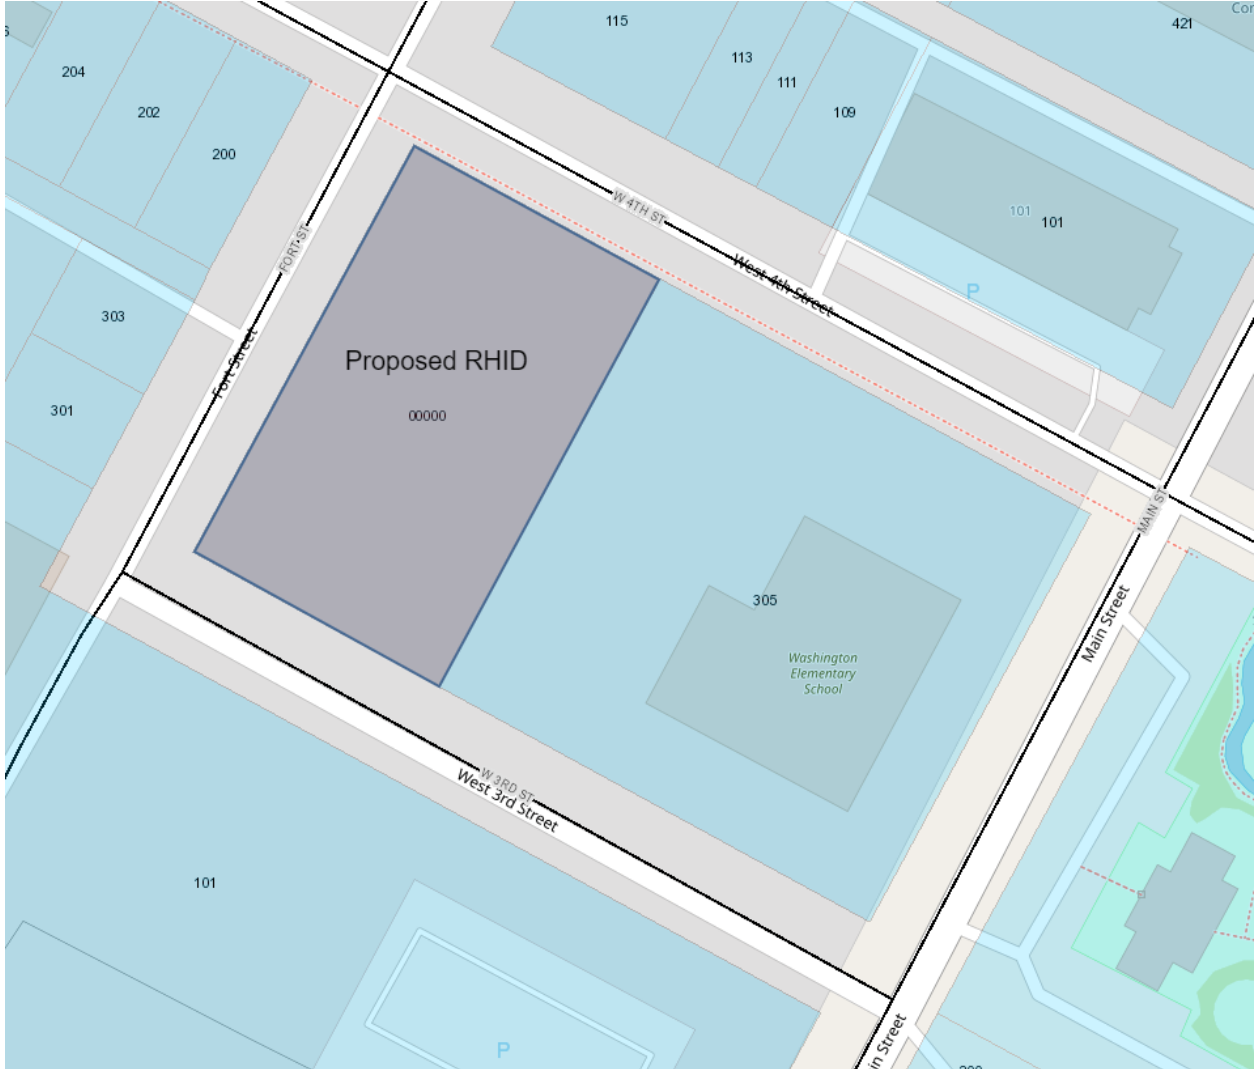 Con
421
115
113
111
109
204
202
200
101
101
W 4TH ST
West 4th Street
P
FORT ST
Fort Street
303
301
Proposed RHID
00000
MAIN ST
Main Street
305
Washington
Elementary
School
W 3RD ST
West 3rd Street
101
P
in Street